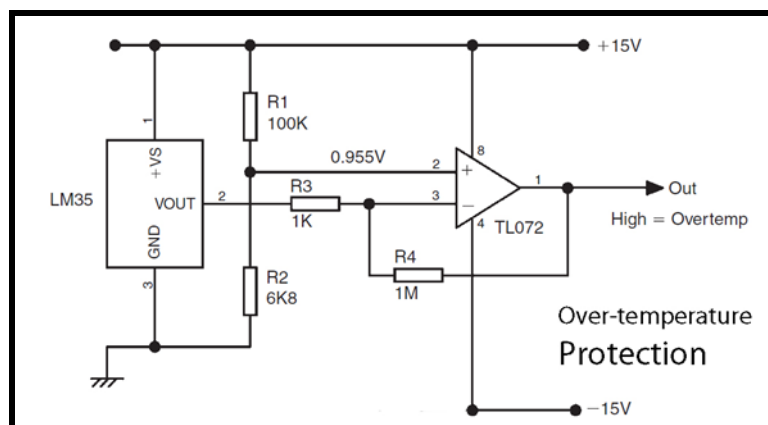 +15V
R1
100K
1
+VS
0.955V
2
+
8
LM35
VOUT
2
R3
1K
3
−
1
Out
TL072
High = Overtemp
4
GND
3
R2
6K8
R4
1M
Over-temperature
Protection
−15V